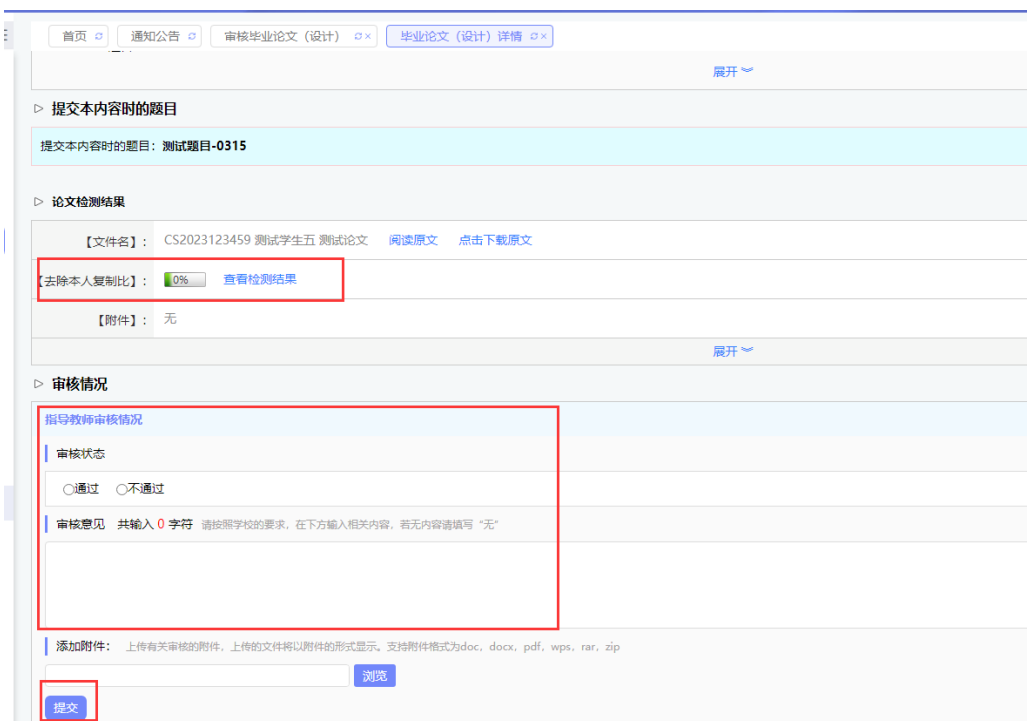 首页 通知公告 审核毕业论文（设计） 毕业论文（设计）详情
展开
提交本内容时的题目
提交本内容时的题目：测试题目-0315
论文检测结果
【文件名】： CS2023123459 测试学生五 测试论文 阅读原文 点击下载原文
【去除本人复制比】： 0% 查看检测结果
【附件】： 无
展开
审核情况
指导教师审核情况
审核状态
通过 不通过
审核意见 共输入 0 字符 请按照学校的要求，在下方输入相关内容，若无内容请填写“无”
添加附件： 上传有关审核的附件，上传的文件将以附件的形式显示。支持附件格式为doc，docx，pdf，wps，rar，zip
浏览
提交